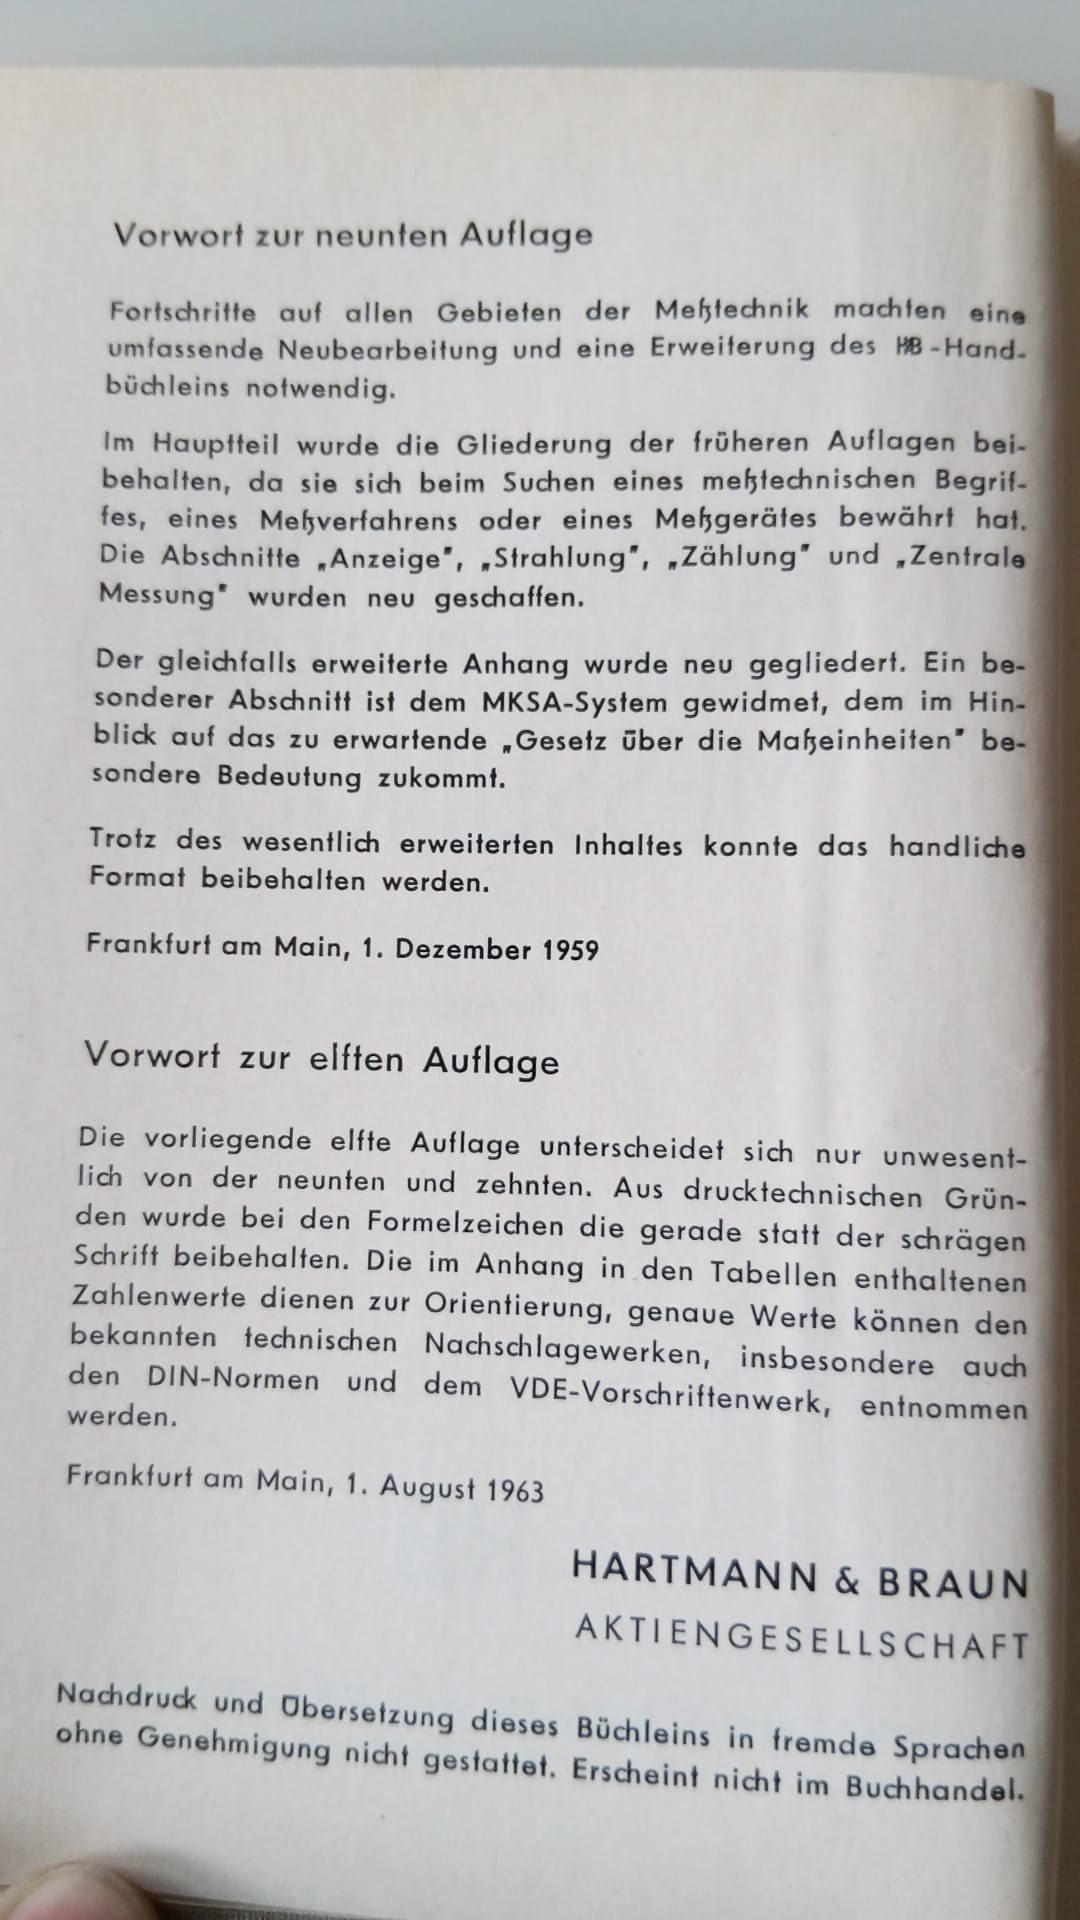 Vorwort zur neunten Auflage
Fortschritte auf allen Gebieten der Meßtechnik machten eine
umfassende Neubearbeitung und eine Erweiterung des H&B-Hand-
büchleins notwendig.
Im Hauptteil wurde die Gliederung der früheren Auflagen bei-
behalten, da sie sich beim Suchen eines meßtechnischen Begrif-
fes, eines Meßverfahrens oder eines Meßgerätes bewährt hat.
Die Abschnitte „Anzeige", „Strahlung", „Zählung" und „Zentrale
Messung" wurden neu geschaffen.
Der gleichfalls erweiterte Anhang wurde neu gegliedert. Ein be-
sonderer Abschnitt ist dem MKSA-System gewidmet, dem im Hin-
blick auf das zu erwartende „Gesetz über die Maßeinheiten" be-
sondere Bedeutung zukommt.
Trotz des wesentlich erweiterten Inhaltes konnte das handliche
Format beibehalten werden.
Frankfurt am Main, 1. Dezember 1959
Vorwort zur elften Auflage
Die vorliegende elfte Auflage unterscheidet sich nur unwesent-
lich von der neunten und zehnten. Aus drucktechnischen Grün-
den wurde bei den Formelzeichen die gerade statt der schrägen
Schrift beibehalten. Die im Anhang in den Tabellen enthaltenen
Zahlenwerte dienen zur Orientierung, genaue Werte können den
bekannten technischen Nachschlagewerken, insbesondere auch
den DIN-Normen und dem VDE-Vorschriftenwerk, entnommen
werden.
Frankfurt am Main, 1. August 1963
HARTMANN & BRAUN
AKTIENGESELLSCHAFT
Nachdruck und Übersetzung dieses Büchleins in fremde Sprachen
ohne Genehmigung nicht gestattet. Erscheint nicht im Buchhandel.